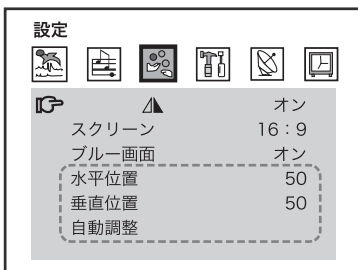 設定
オン
スクリーン 16:9
ブルー画面 オン
水平位置 50
垂直位置 50
自動調整